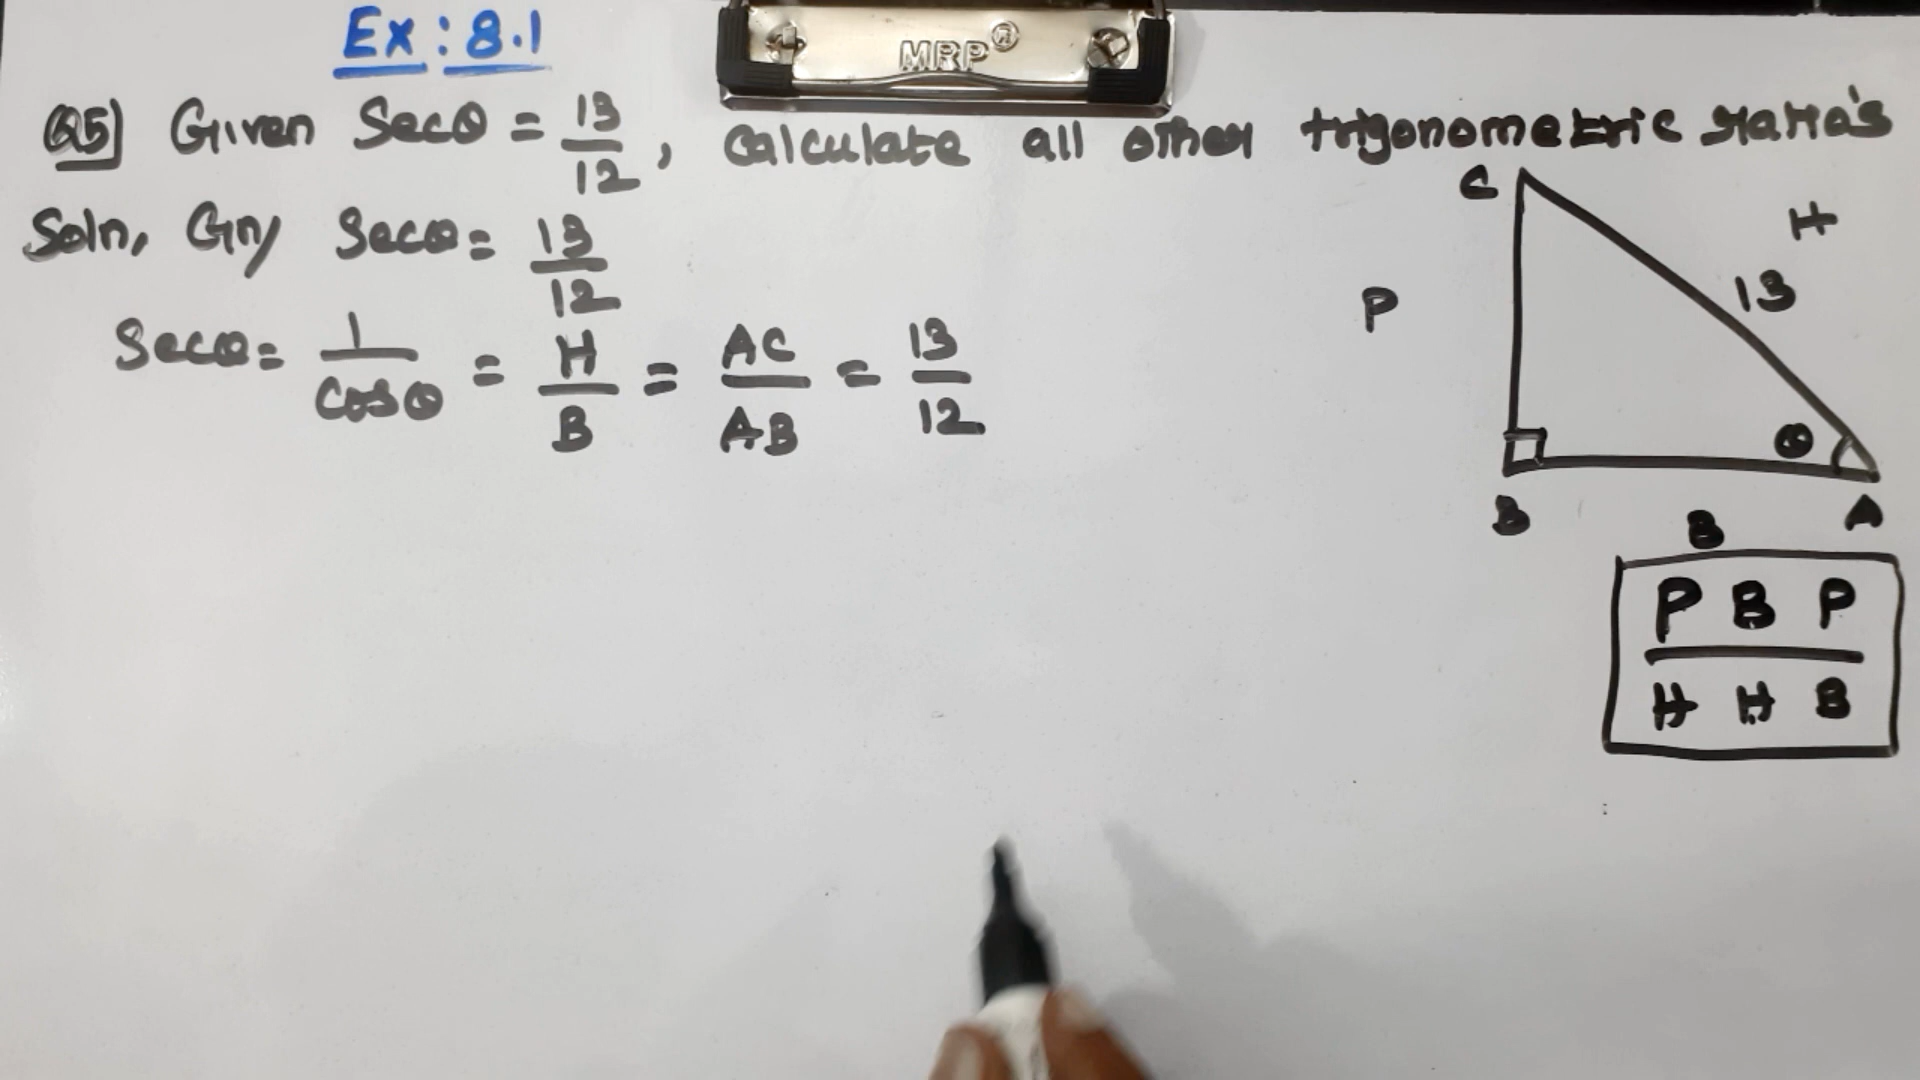 Ex: 8.1
MRP®
Q5] Given Secθ = 13/12, calculate all other trigonometric ratio's
Soln, Gn, Secθ = 13/12
Secθ = 1/cosθ = H/B = AC/AB = 13/12
C
H
P
13
θ
B
B
A
P B P
H H B